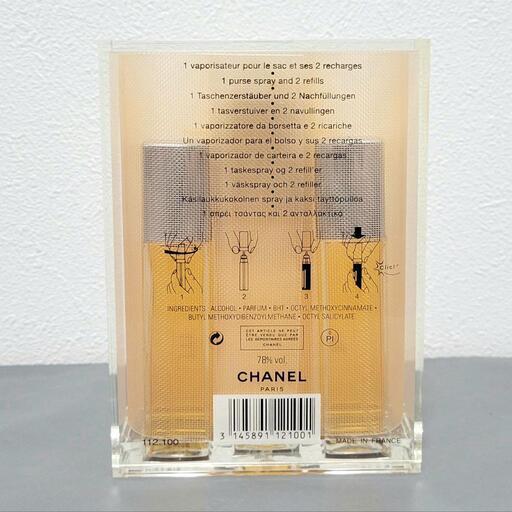 1 vaporisateur pour le sac et ses 2 recharges
1 purse spray and 2 refills
1 Taschenzerstäuber und 2 Nachfüllungen
1 tasverstuiver en 2 navullingen
1 vaporizzatore da borsetta e 2 ricariche
Un vaporizador para el bolso y sus 2 recargas
1 vaporizador de carteira e 2 recargas
1 taskespray og 2 refill'er
1 väskspray och 2 refiller
Käsilaukkukokoinen spray ja kaksi täyttöpulloa
1 σπρέι τσάντας και 2 ανταλλακτικά
click
1 2 3 4
INGREDIENTS: ALCOHOL • PARFUM • BHT • OCTYL METHOXYCINNAMATE •
BUTYL METHOXYDIBENZOYLMETHANE • OCTYL SALICYLATE
CET ARTICLE NE PEUT
ÊTRE VENDU QUE PAR
LES DÉPOSITAIRES AGRÉÉS
CHANEL
PI
78% vol.
CHANEL
PARIS
112.100
3 145891 121001
MADE IN FRANCE